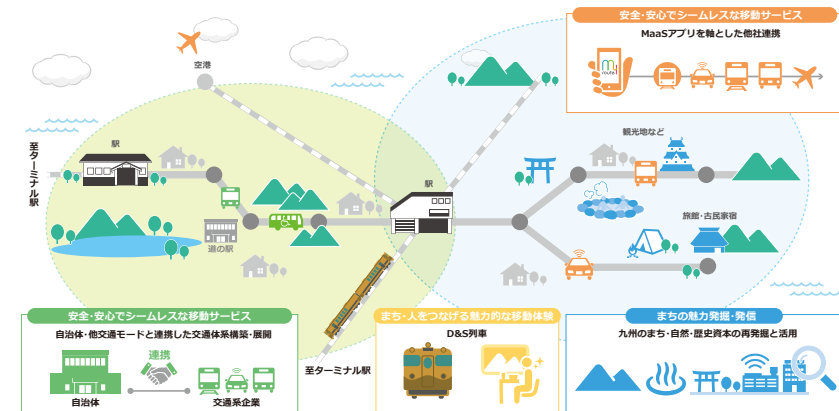 安全・安心でシームレスな移動サービス
MaaSアプリを軸とした他社連携
my route
空港
至ターミナル駅
駅
道の駅
駅
観光地など
旅館・古民家宿
至ターミナル駅
安全・安心でシームレスな移動サービス
自治体・他交通モードと連携した交通体系構築・展開
連携
自治体
交通系企業
まち・人をつなげる魅力的な移動体験
D&S列車
まちの魅力発掘・発信
九州のまち・自然・歴史資本の再発掘と活用